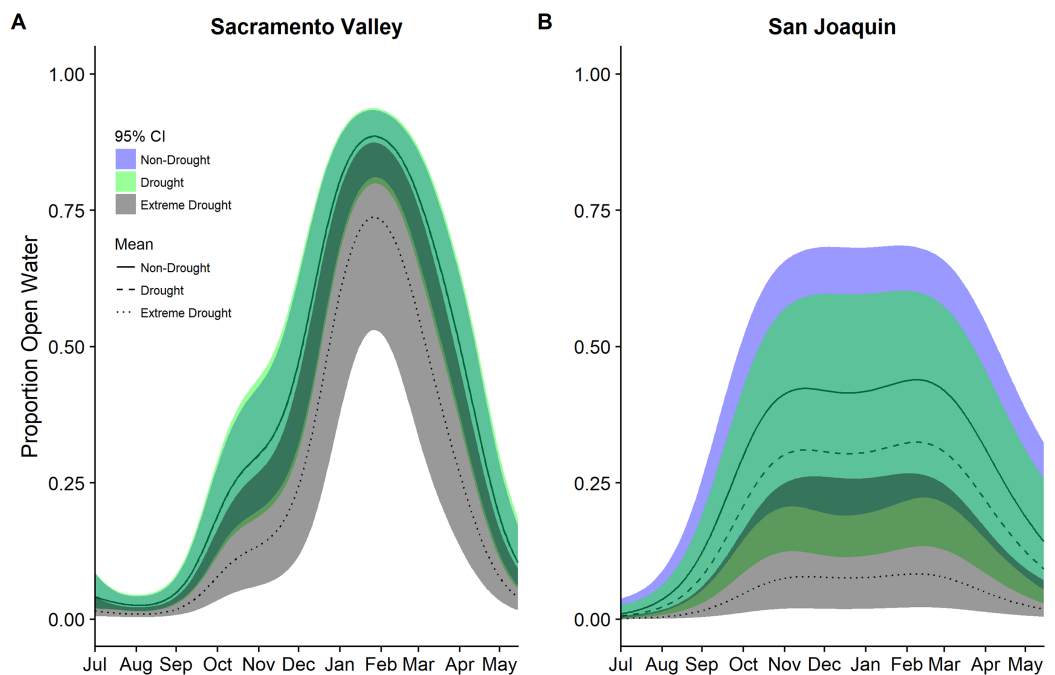 A
Sacramento Valley
Proportion Open Water
1.00
0.75
0.50
0.25
0.00
95% CI
Non-Drought
Drought
Extreme Drought
Mean
Non-Drought
Drought
Extreme Drought
Jul Aug Sep Oct Nov Dec Jan Feb Mar Apr May
B
San Joaquin
1.00
0.75
0.50
0.25
0.00
Jul Aug Sep Oct Nov Dec Jan Feb Mar Apr May